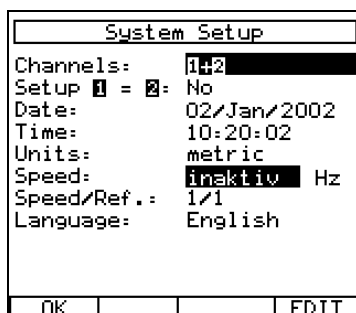 System Setup
Channels: 1+2
Setup 1 = 2: No
Date: 02/Jan/2002
Time: 10:20:02
Units: metric
Speed: inaktiv Hz
Speed/Ref.: 1/1
Language: English
OK EDIT